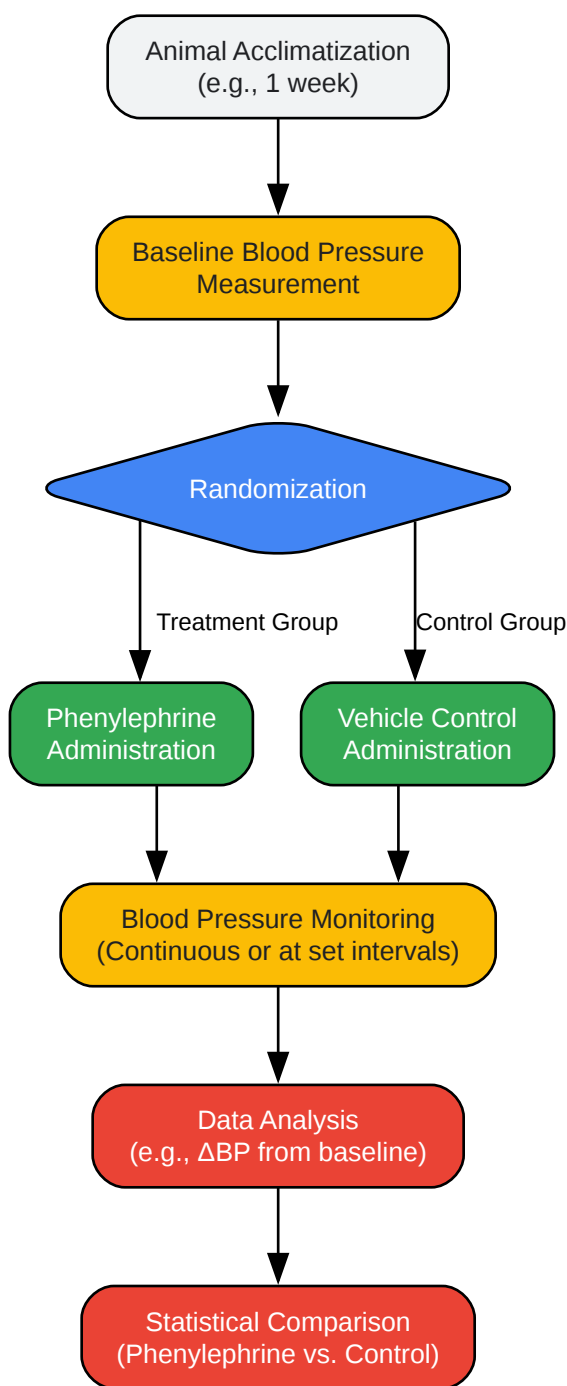 Animal Acclimatization
(e.g., 1 week)
Baseline Blood Pressure
Measurement
Randomization
Treatment Group
Control Group
Phenylephrine
Administration
Vehicle Control
Administration
Blood Pressure Monitoring
(Continuous or at set intervals)
Data Analysis
(e.g., ΔBP from baseline)
Statistical Comparison
(Phenylephrine vs. Control)